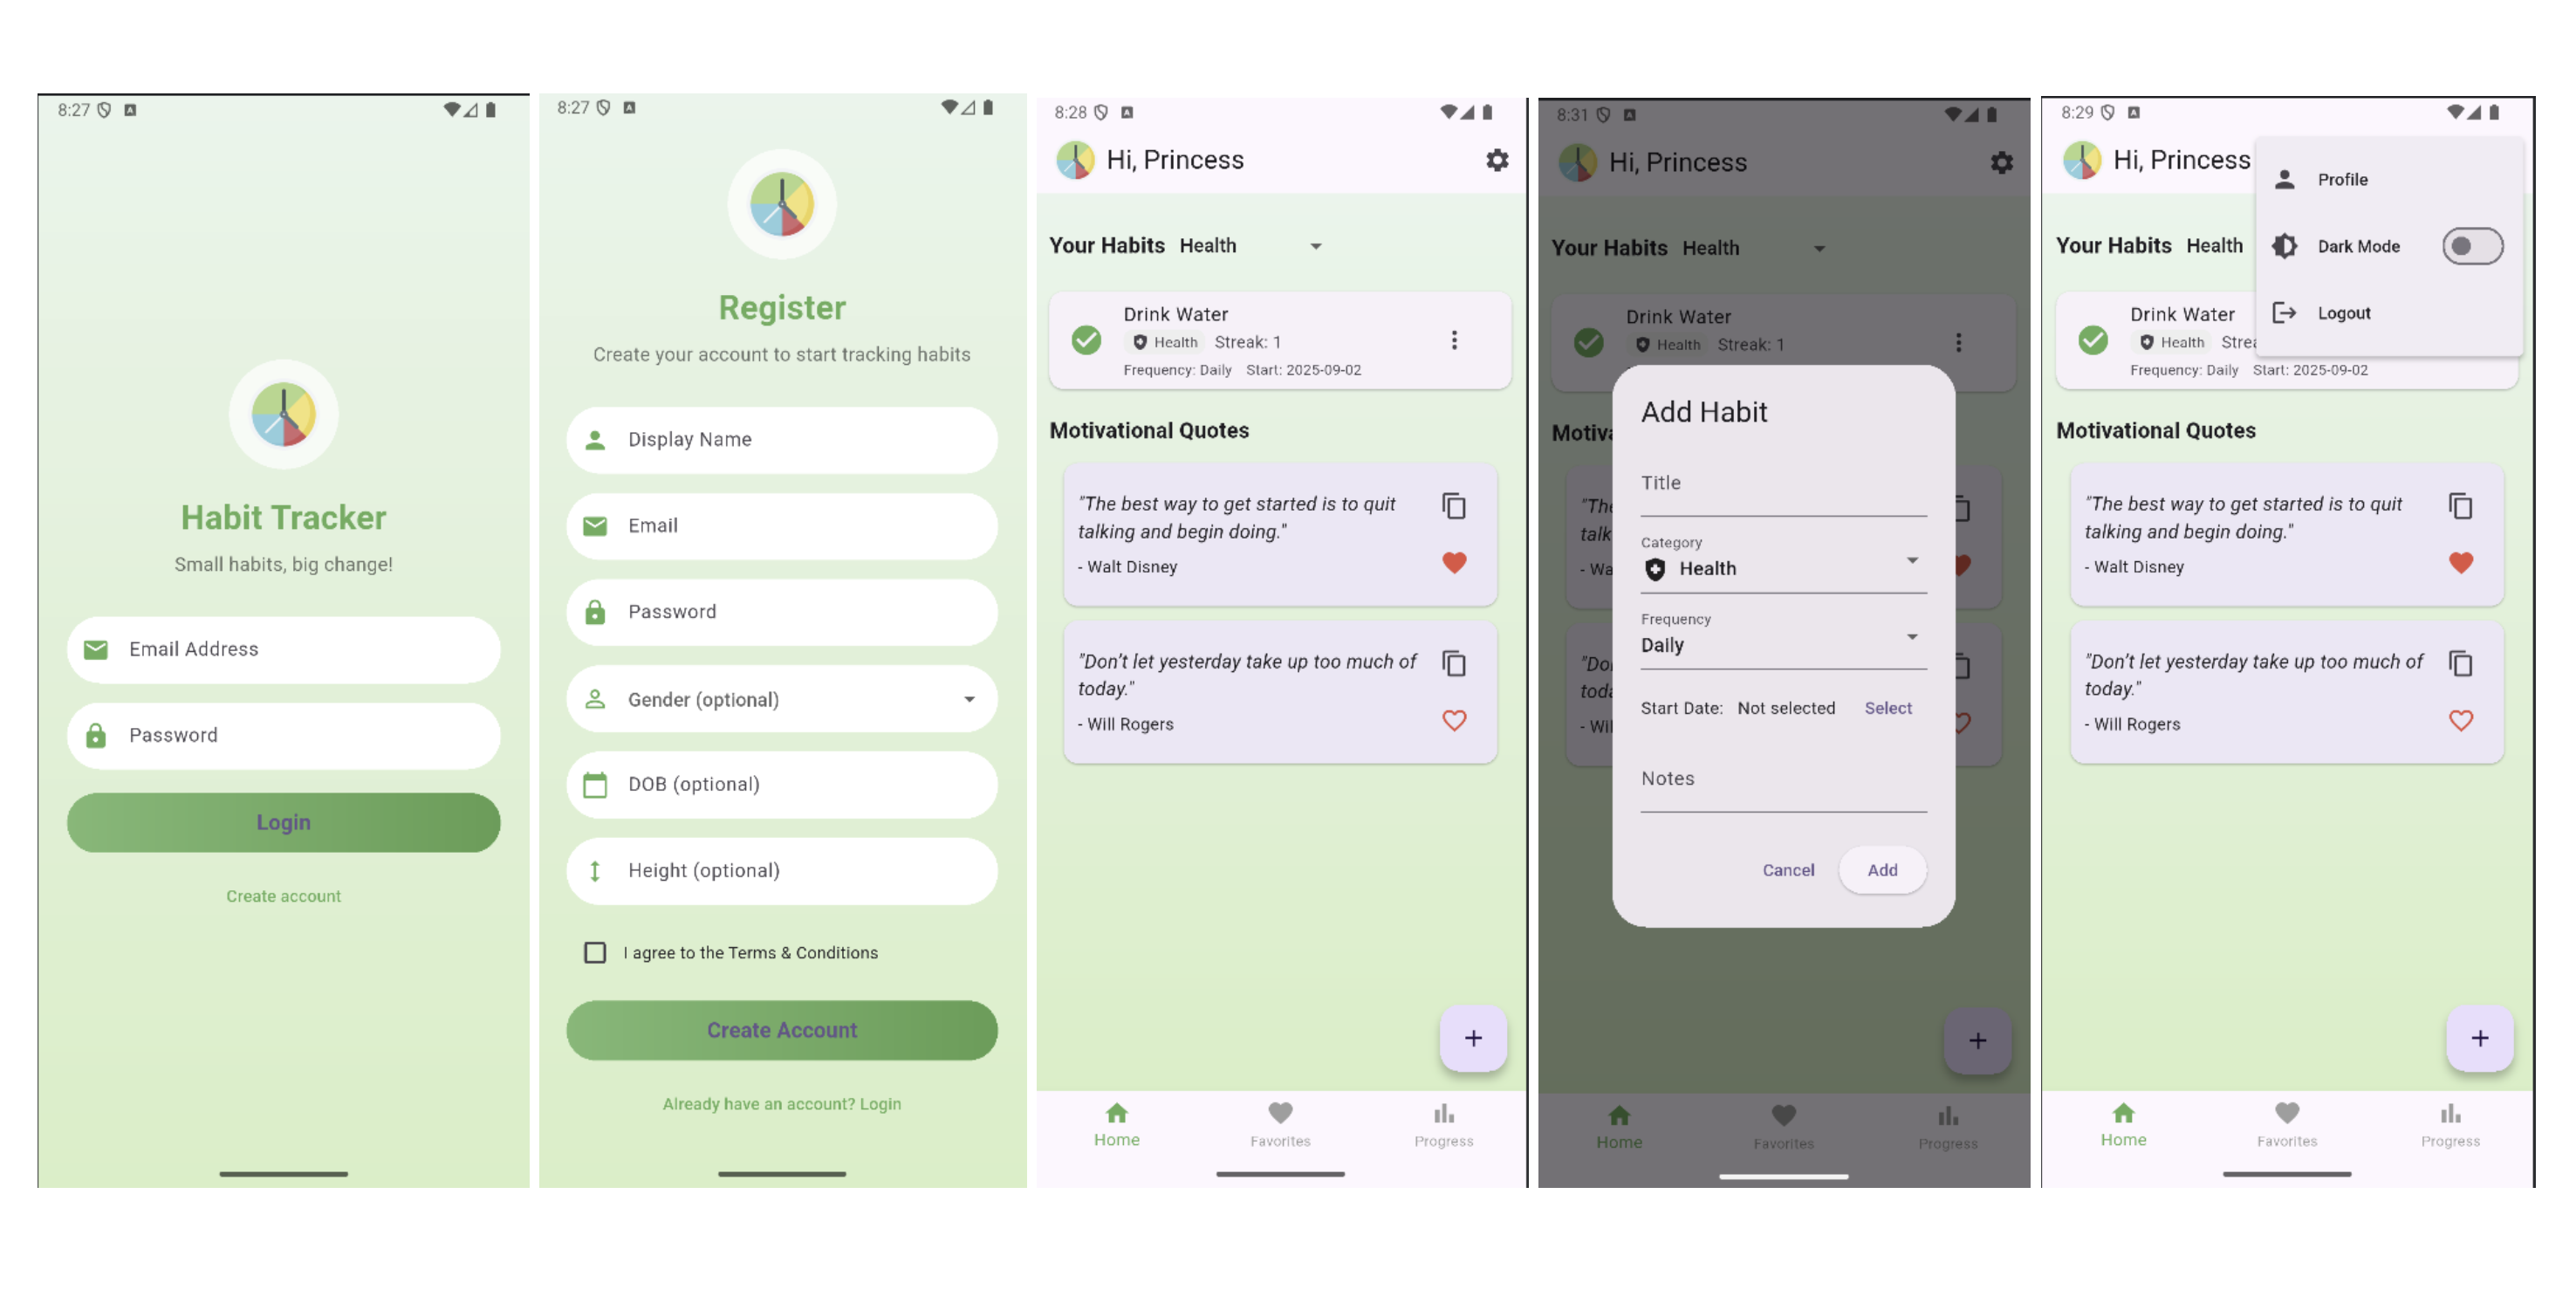 8:27
Habit Tracker
Small habits, big change!
Email Address
Password
Login
Create account
8:27
Register
Create your account to start tracking habits
Display Name
Email
Password
Gender (optional)
DOB (optional)
Height (optional)
I agree to the Terms & Conditions
Create Account
Already have an account? Login
8:28
Hi, Princess
Your Habits Health
Drink Water
Health Streak: 1
Frequency: Daily Start: 2025-09-02
Motivational Quotes
"The best way to get started is to quit
talking and begin doing."
- Walt Disney
"Don't let yesterday take up too much of
today."
- Will Rogers
+
Home Favorites Progress
8:31
Hi, Princess
Your Habits Health
Drink Water
Health Streak: 1
Motiva
"The
talk
- Wa
"Do
toda
- Wil
Add Habit
Title
Category
Health
Frequency
Daily
Start Date: Not selected Select
Notes
Cancel Add
+
Home Favorites Progress
8:29
Hi, Princess
Profile
Dark Mode
Logout
Your Habits Health
Drink Water
Health Strea
Frequency: Daily Start: 2025-09-02
Motivational Quotes
"The best way to get started is to quit
talking and begin doing."
- Walt Disney
"Don't let yesterday take up too much of
today."
- Will Rogers
+
Home Favorites Progress